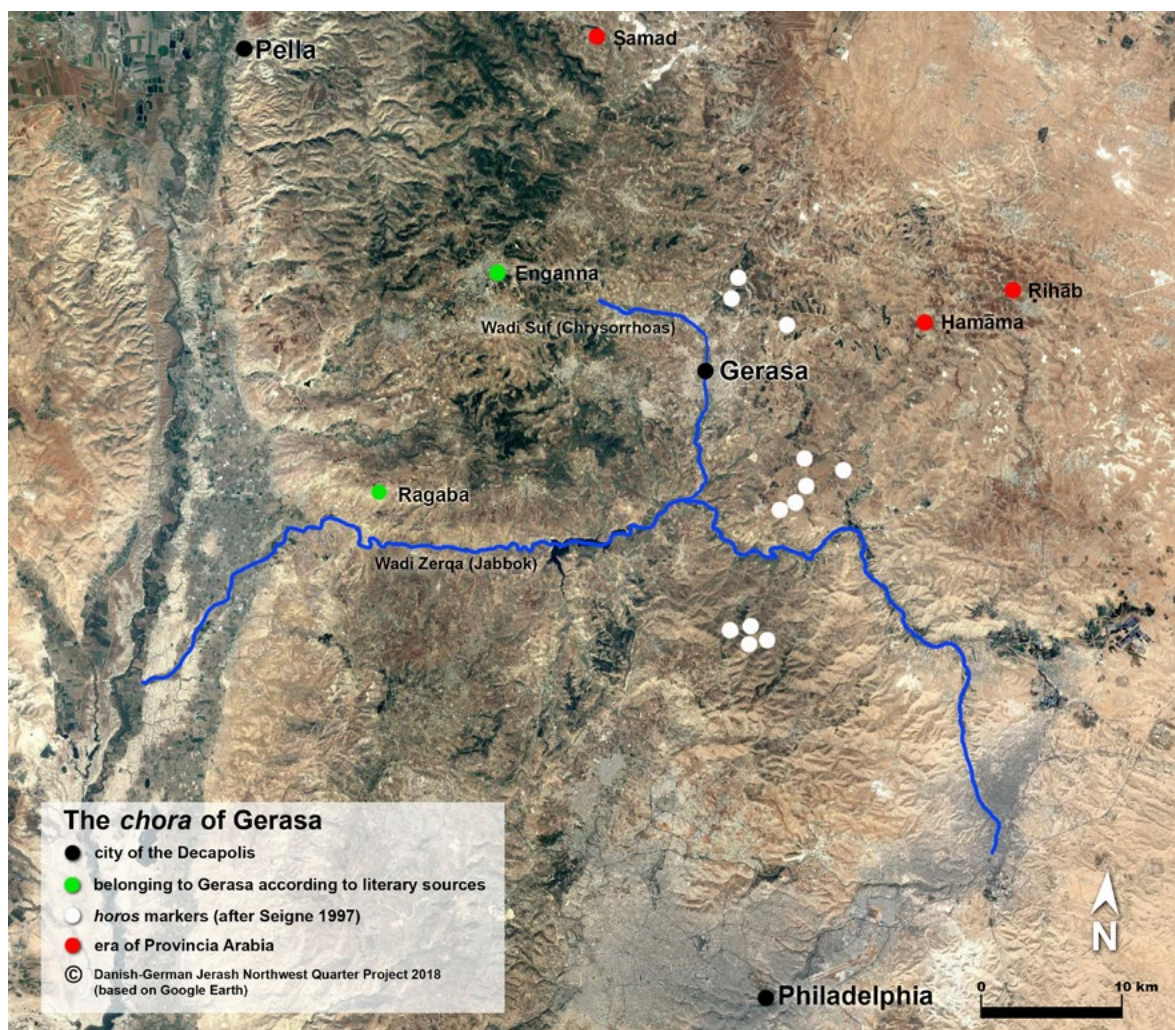 Pella
Ṣamad
Enganna
Riḥāb
Wadi Suf (Chrysorrhoas)
Ḥamāma
Gerasa
Ragaba
Wadi Zerqa (Jabbok)
The chora of Gerasa
city of the Decapolis
belonging to Gerasa according to literary sources
horos markers (after Seigne 1997)
era of Provincia Arabia
© Danish-German Jerash Northwest Quarter Project 2018
(based on Google Earth)
N
Philadelphia
0 10 km